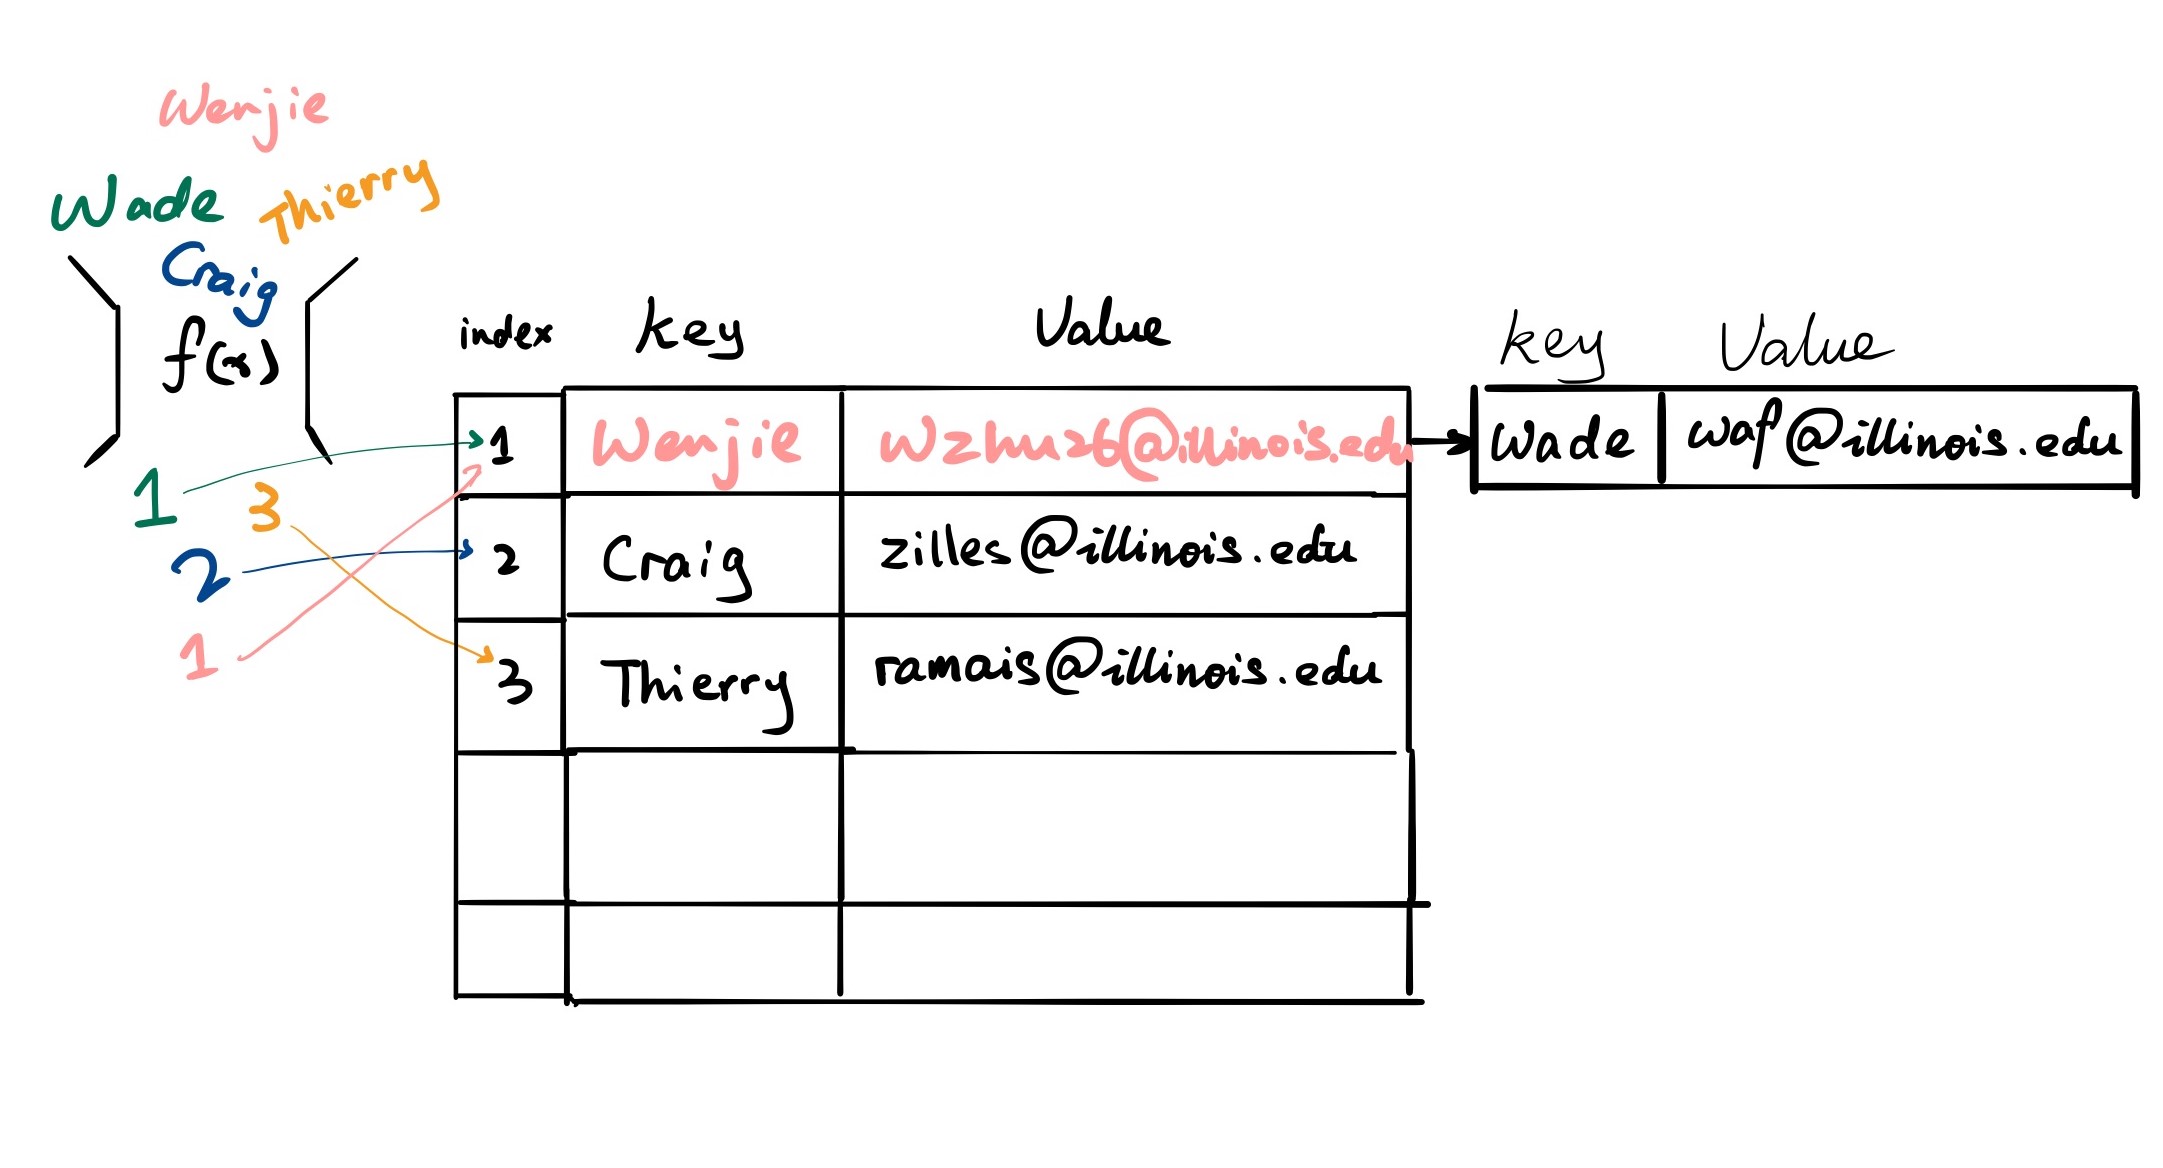 Wenjie
Wade Thierry
Craig
f(x)
1 3
2
1
index key Value
1 Wenjie wzhu26@illinois.edu
2 Craig zilles@illinois.edu
3 Thierry ramais@illinois.edu
key Value
Wade waf@illinois.edu